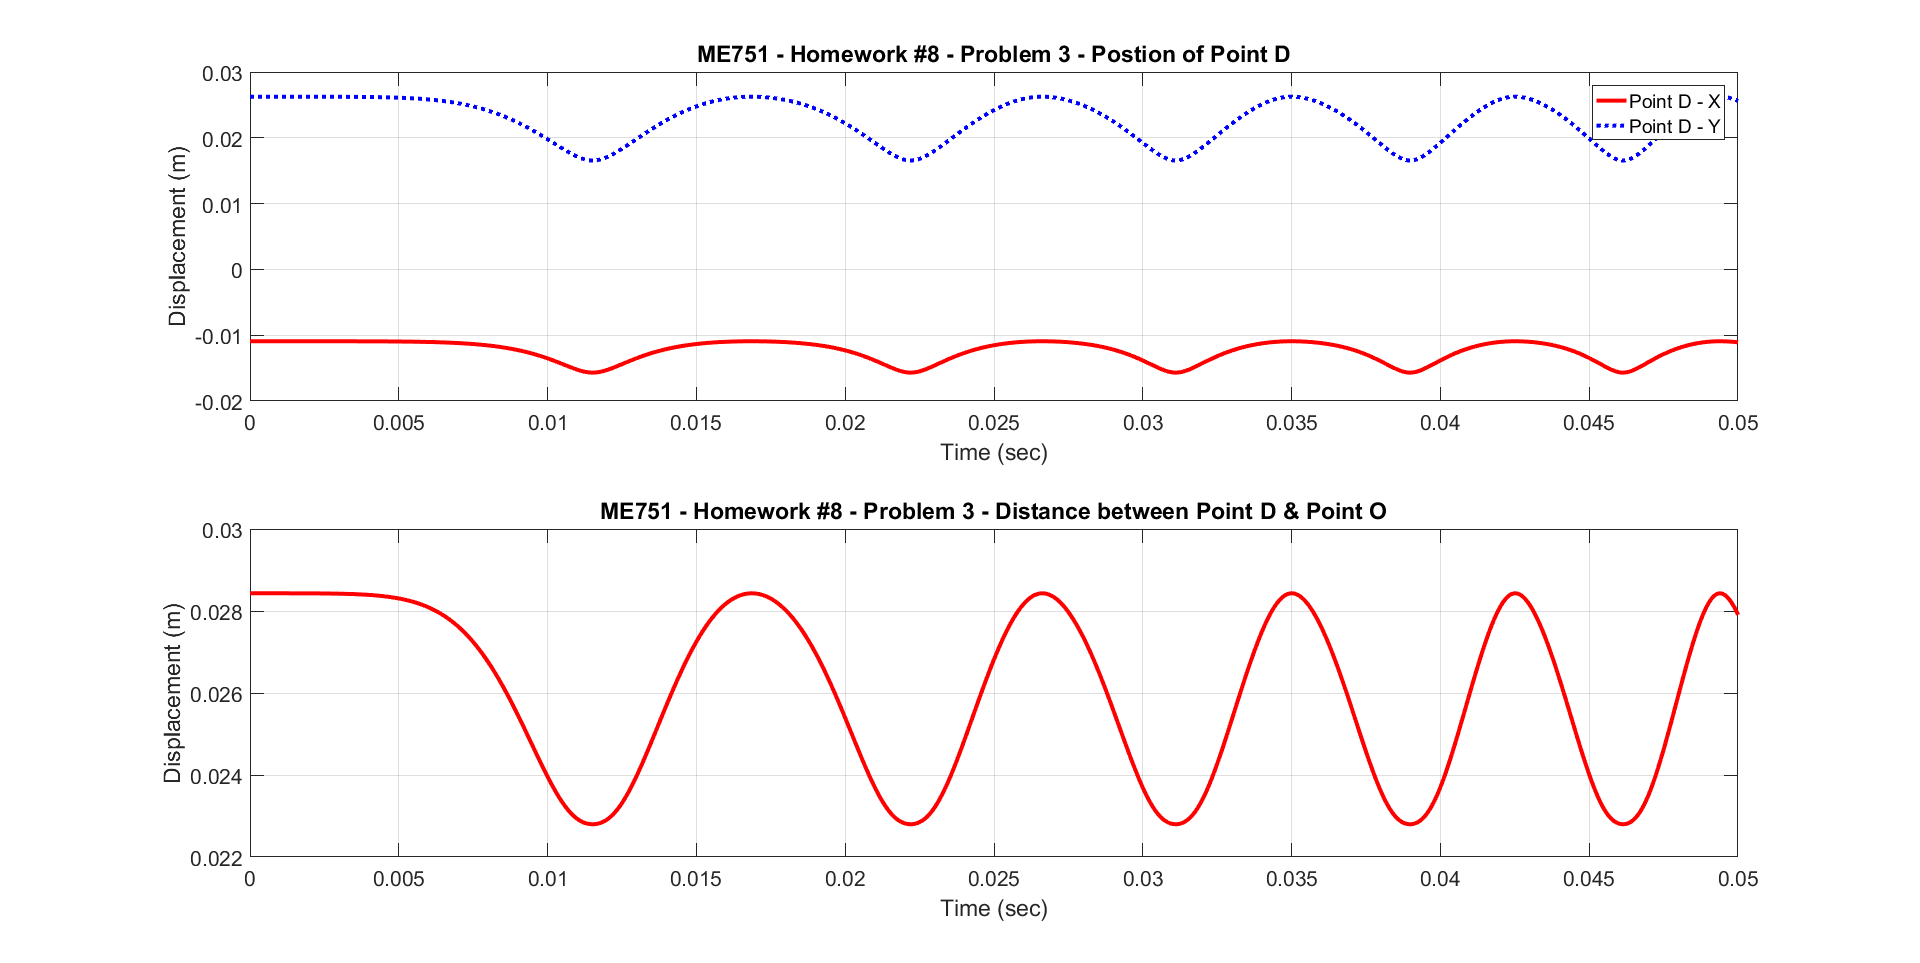 ME751 - Homework #8 - Problem 3 - Postion of Point D
0.03
0.02
0.01
0
-0.01
-0.02
Displacement (m)
Point D - X
Point D - Y
0 0.005 0.01 0.015 0.02 0.025 0.03 0.035 0.04 0.045 0.05
Time (sec)
ME751 - Homework #8 - Problem 3 - Distance between Point D & Point O
0.03
0.028
0.026
0.024
0.022
Displacement (m)
0 0.005 0.01 0.015 0.02 0.025 0.03 0.035 0.04 0.045 0.05
Time (sec)